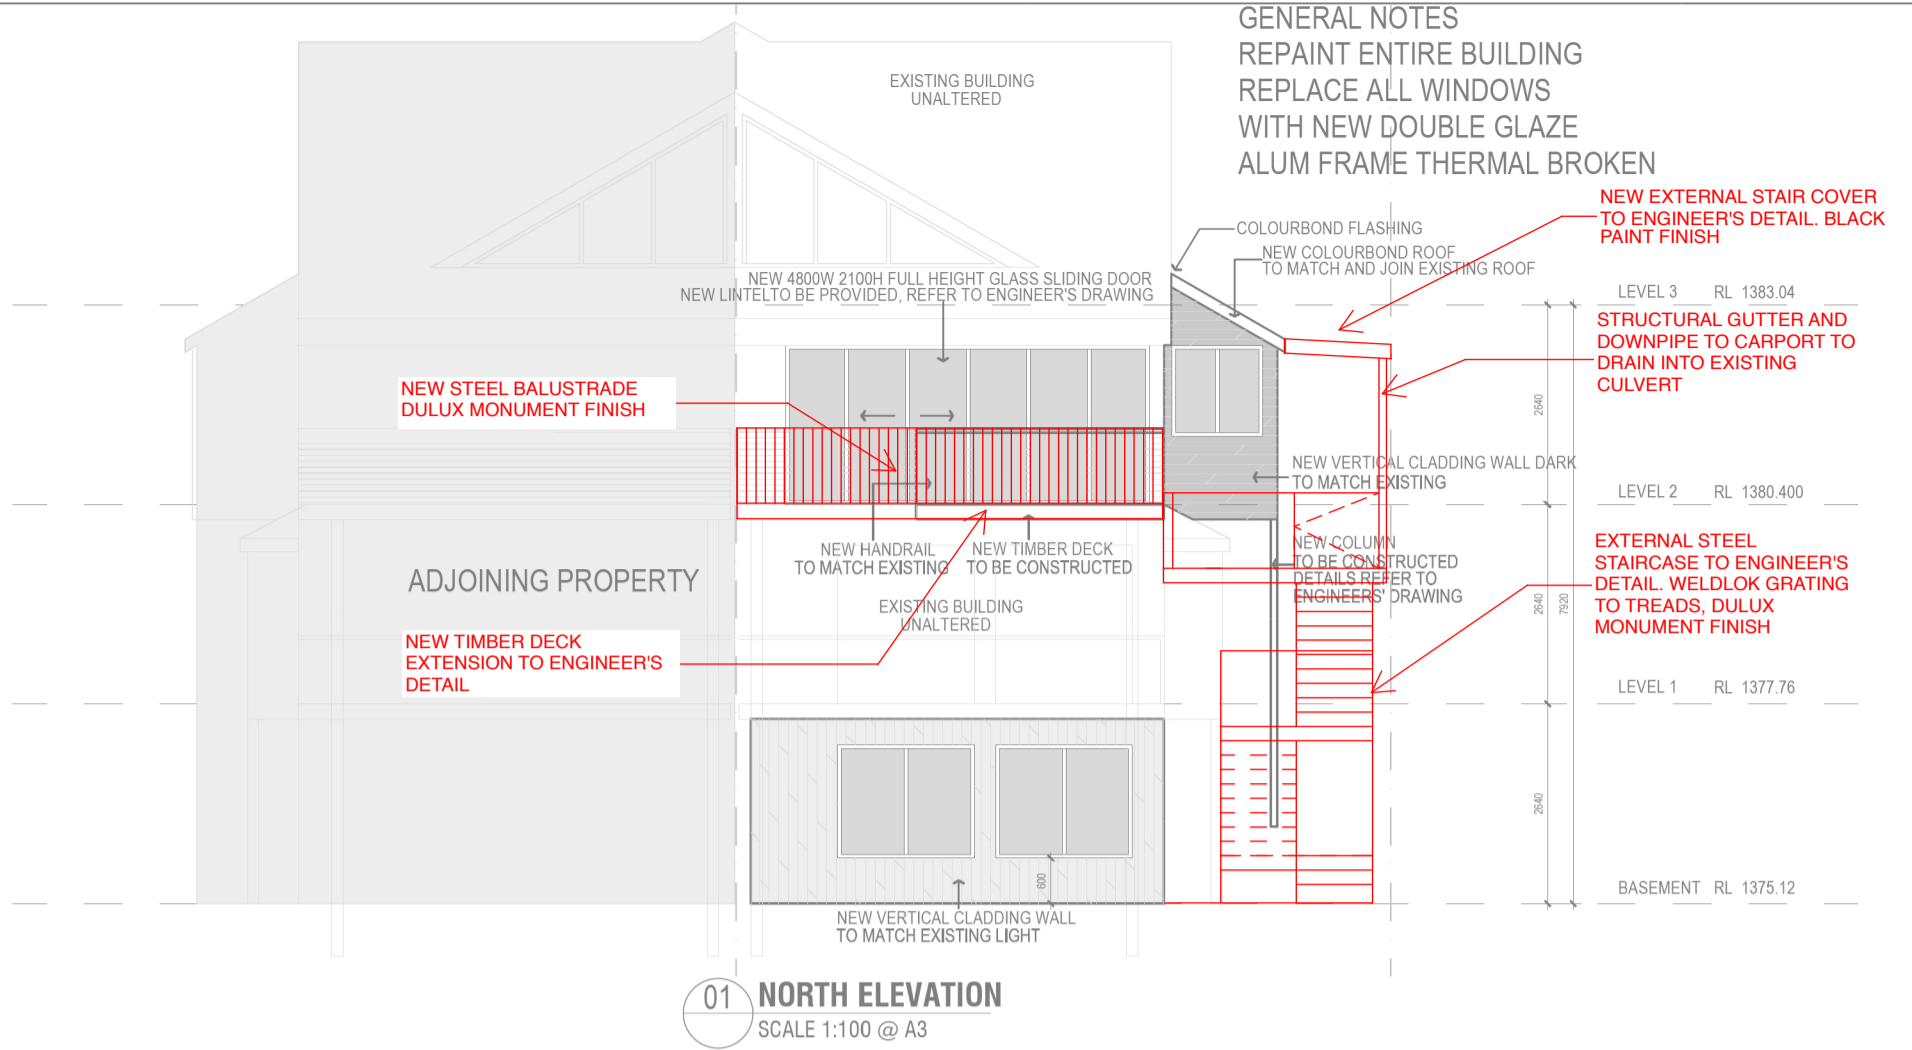 GENERAL NOTES
REPAINT ENTIRE BUILDING
REPLACE ALL WINDOWS
WITH NEW DOUBLE GLAZE
ALUM FRAME THERMAL BROKEN
EXISTING BUILDING
UNALTERED
NEW EXTERNAL STAIR COVER
TO ENGINEER'S DETAIL. BLACK
PAINT FINISH
COLOURBOND FLASHING
NEW COLOURBOND ROOF
TO MATCH AND JOIN EXISTING ROOF
NEW 4800W 2100H FULL HEIGHT GLASS SLIDING DOOR
NEW LINTELTO BE PROVIDED, REFER TO ENGINEER'S DRAWING
LEVEL 3 RL 1383.04
STRUCTURAL GUTTER AND
DOWNPIPE TO CARPORT TO
DRAIN INTO EXISTING
CULVERT
NEW STEEL BALUSTRADE
DULUX MONUMENT FINISH
2640
NEW VERTICAL CLADDING WALL DARK
TO MATCH EXISTING
LEVEL 2 RL 1380.400
NEW HANDRAIL
TO MATCH EXISTING
NEW TIMBER DECK
TO BE CONSTRUCTED
NEW COLUMN
TO BE CONSTRUCTED
DETAILS REFER TO
ENGINEERS' DRAWING
EXTERNAL STEEL
STAIRCASE TO ENGINEER'S
DETAIL. WELDLOK GRATING
TO TREADS, DULUX
MONUMENT FINISH
ADJOINING PROPERTY
EXISTING BUILDING
UNALTERED
2640
7920
NEW TIMBER DECK
EXTENSION TO ENGINEER'S
DETAIL
LEVEL 1 RL 1377.76
2640
600
BASEMENT RL 1375.12
NEW VERTICAL CLADDING WALL
TO MATCH EXISTING LIGHT
01 NORTH ELEVATION
SCALE 1:100 @ A3